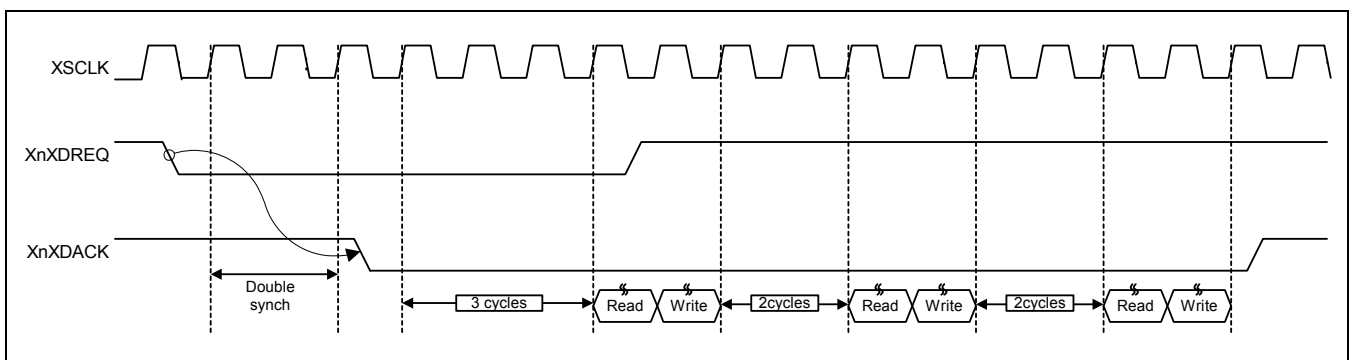 XSCLK
XnXDREQ
XnXDACK
Double
synch
3 cycles
Read
Write
2cycles
Read
Write
2cycles
Read
Write